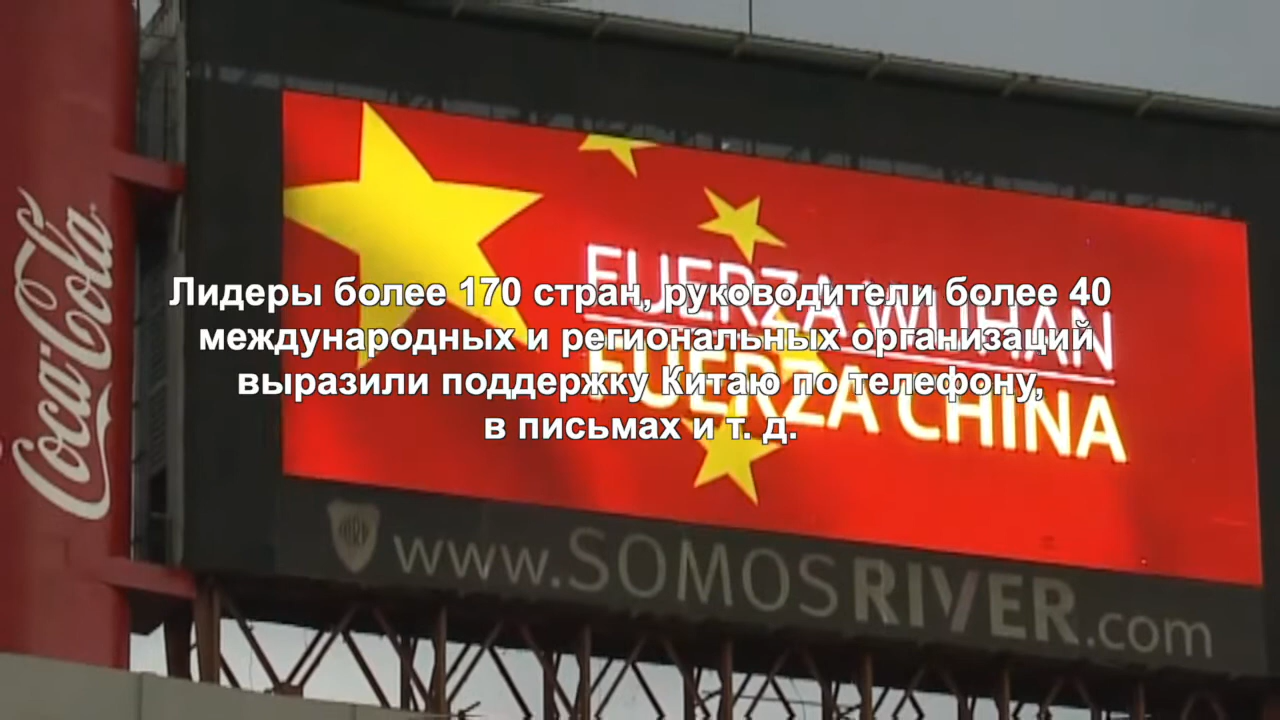 Coca-Cola
FUERZA WUHAN
FUERZA CHINA
Лидеры более 170 стран, руководители более 40
международных и региональных организаций
выразили поддержку Китаю по телефону,
в письмах и т. д.
www.SOMOSRIVER.com